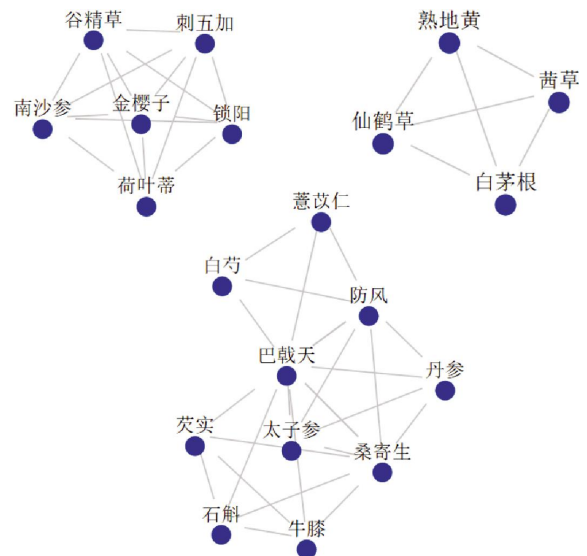 谷精草
刺五加
南沙参
金樱子
锁阳
荷叶蒂
熟地黄
茜草
仙鹤草
白茅根
薏苡仁
白芍
防风
巴戟天
丹参
芡实
太子参
桑寄生
石斛
牛膝